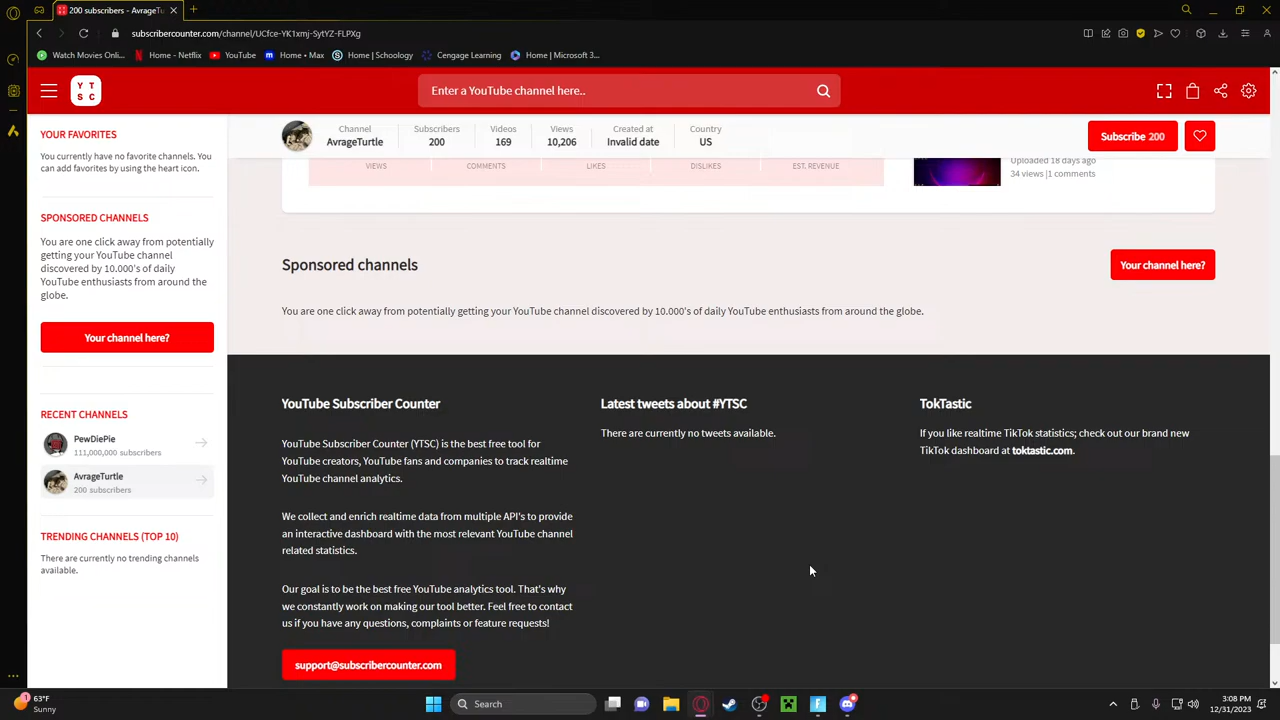 200 subscribers - AvrageTu
subscribercounter.com/channel/UCfce-YK1xmj-SytYZ-FLPXg
Watch Movies Onli...
Home - Netflix
YouTube
Home • Max
Home | Schoology
Cengage Learning
Home | Microsoft 3...
Y T
S C
Enter a YouTube channel here..
YOUR FAVORITES
You currently have no favorite channels. You
can add favorites by using the heart icon.
SPONSORED CHANNELS
You are one click away from potentially
getting your YouTube channel
discovered by 10.000's of daily
YouTube enthusiasts from around the
globe.
Your channel here?
RECENT CHANNELS
PewDiePie
111,000,000 subscribers
AvrageTurtle
200 subscribers
TRENDING CHANNELS (TOP 10)
There are currently no trending channels
available.
Channel
AvrageTurtle
Subscribers
200
Videos
169
Views
10,206
Created at
Invalid date
Country
US
Subscribe 200
VIEWS
COMMENTS
LIKES
DISLIKES
EST. REVENUE
Uploaded 18 days ago
34 views |1 comments
Sponsored channels
Your channel here?
You are one click away from potentially getting your YouTube channel discovered by 10.000's of daily YouTube enthusiasts from around the globe.
YouTube Subscriber Counter
YouTube Subscriber Counter (YTSC) is the best free tool for
YouTube creators, YouTube fans and companies to track realtime
YouTube channel analytics.
We collect and enrich realtime data from multiple API's to provide
an interactive dashboard with the most relevant YouTube channel
related statistics.
Our goal is to be the best free YouTube analytics tool. That's why
we constantly work on making our tool better. Feel free to contact
us if you have any questions, complaints or feature requests!
support@subscribercounter.com
Latest tweets about #YTSC
There are currently no tweets available.
TokTastic
If you like realtime TikTok statistics; check out our brand new
TikTok dashboard at toktastic.com.
1
63°F
Sunny
Search
3:08 PM
12/31/2023